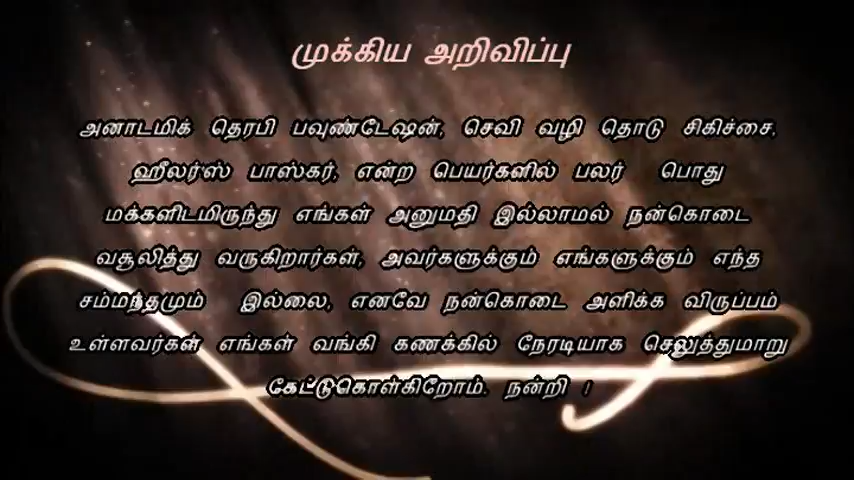 முக்கிய அறிவிப்பு
அனாடமிக் தெரபி பவுண்டேஷன், செவி வழி தொடு சிகிச்சை,
ஹீலர்ஸ் பாஸ்கர், என்ற பெயர்களில் பலர் பொது
மக்களிடமிருந்து எங்கள் அனுமதி இல்லாமல் நன்கொடை
வசூலித்து வருகிறார்கள், அவர்களுக்கும் எங்களுக்கும் எந்த
சம்மந்தமும் இல்லை, எனவே நன்கொடை அளிக்க விருப்பம்
உள்ளவர்கள் எங்கள் வங்கி கணக்கில் நேரடியாக செலுத்துமாறு
கேட்டுகொள்கிறோம். நன்றி !